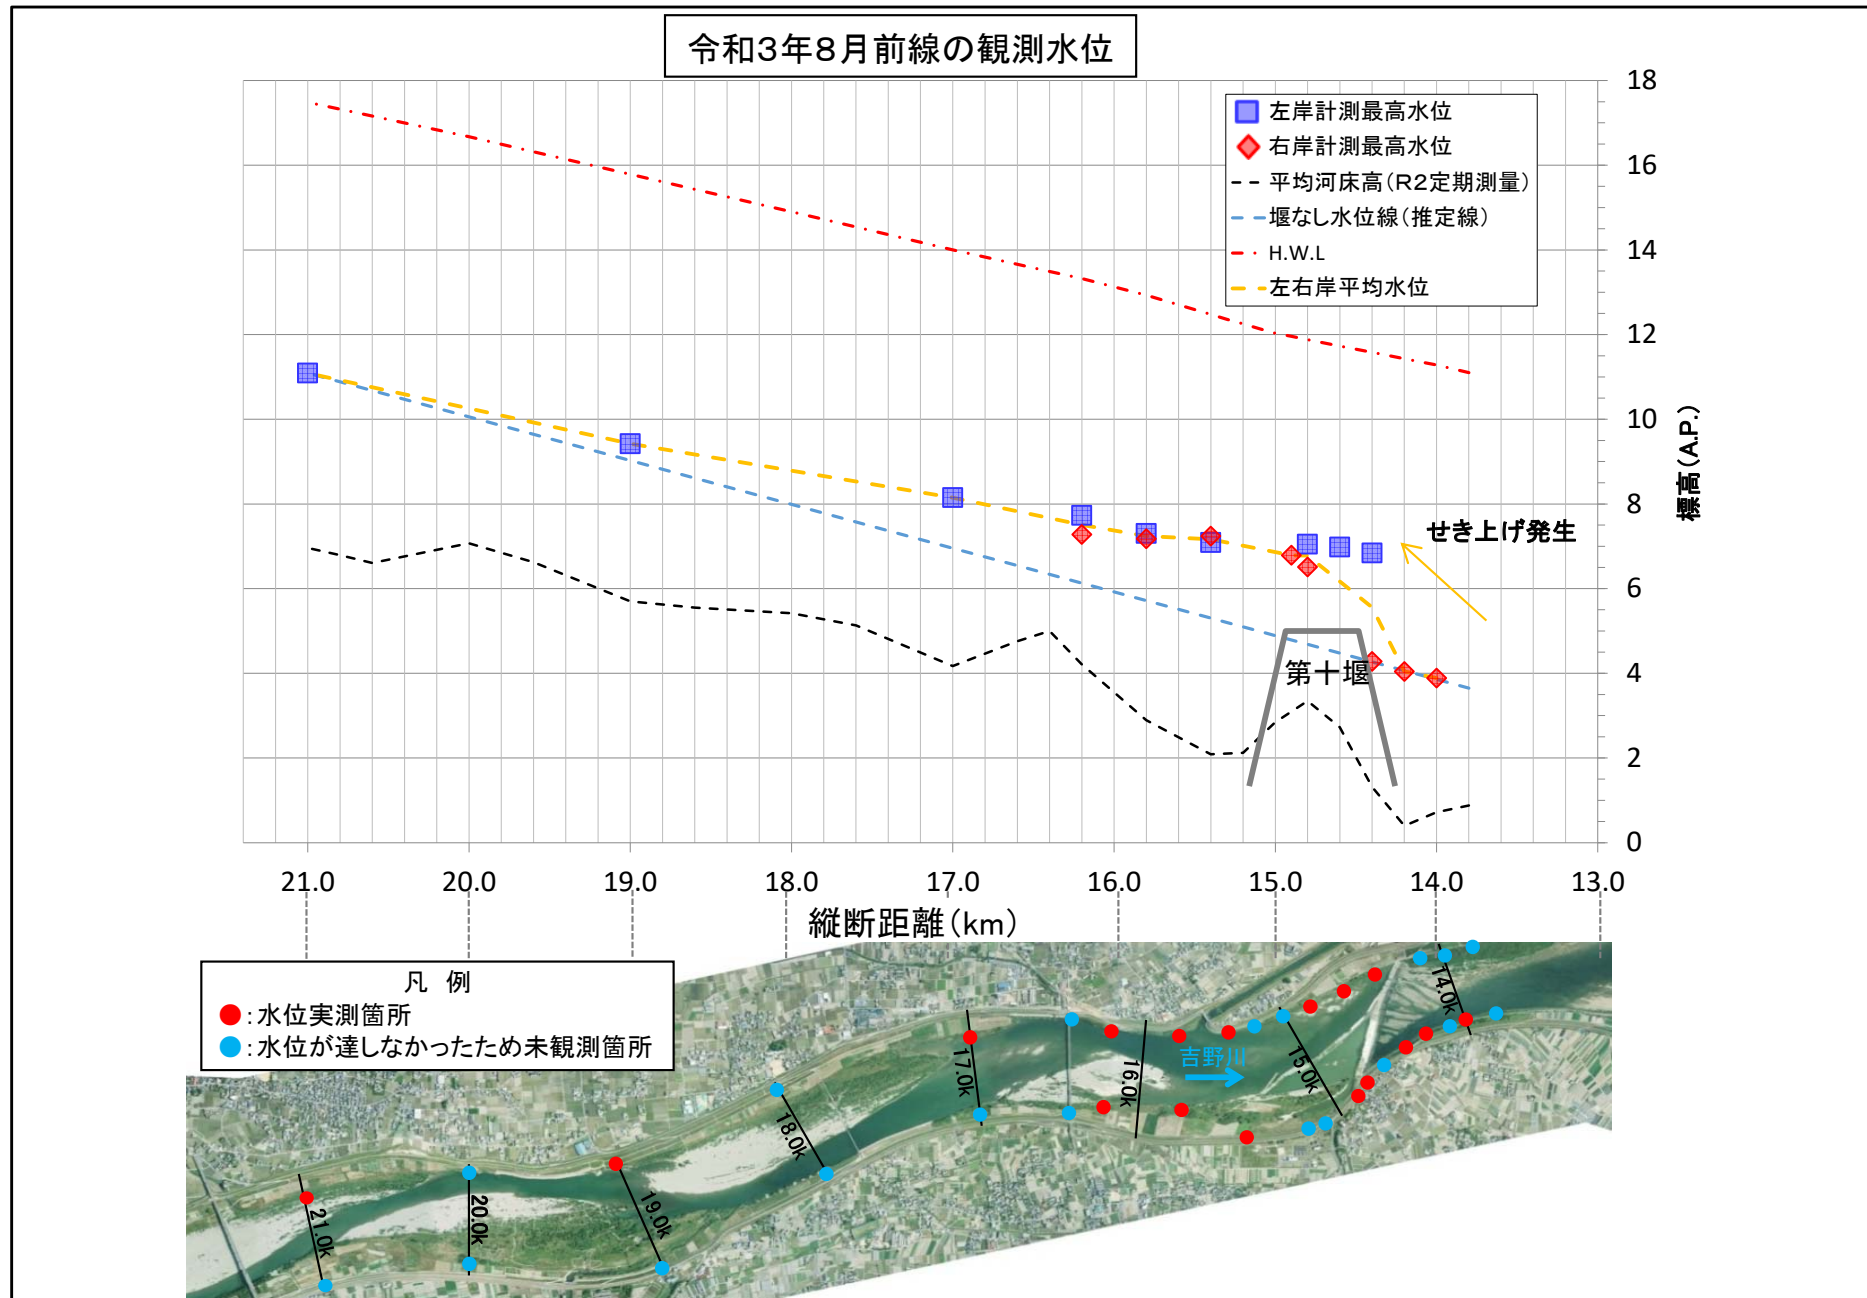 令和3年8月前線の観測水位
18
16
14
12
10
8
6
4
2
0
標高(A.P.)
左岸計測最高水位
右岸計測最高水位
平均河床高(R2定期測量)
堰なし水位線(推定線)
H.W.L
左右岸平均水位
せき上げ発生
第十堰
21.0 20.0 19.0 18.0 17.0 16.0 15.0 14.0 13.0
縦断距離(km)
凡 例
:水位実測箇所
:水位が達しなかったため未観測箇所
吉野川
21.0k
20.0k
19.0k
18.0k
17.0k
16.0k
15.0k
14.0k